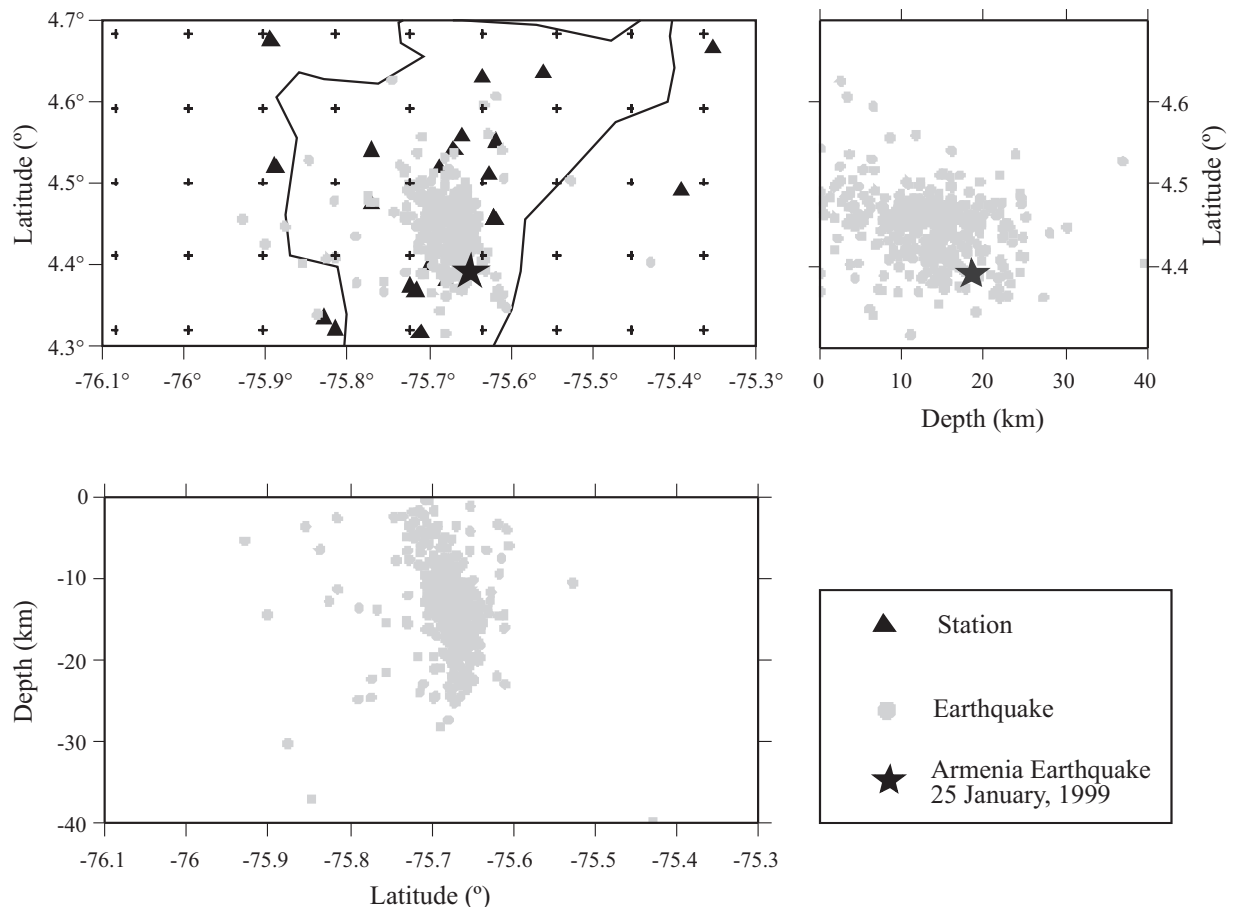 4.7°
4.6°
4.5°
4.4°
4.3°
Latitude (º)
-76.1° -76° -75.9° -75.8° -75.7° -75.6° -75.5° -75.4° -75.3°
4.6
4.5
4.4
Latitude (º)
0 10 20 30 40
Depth (km)
0
-10
-20
-30
-40
Depth (km)
-76.1 -76 -75.9 -75.8 -75.7 -75.6 -75.5 -75.4 -75.3
Latitude (º)
Station
Earthquake
Armenia Earthquake
25 January, 1999